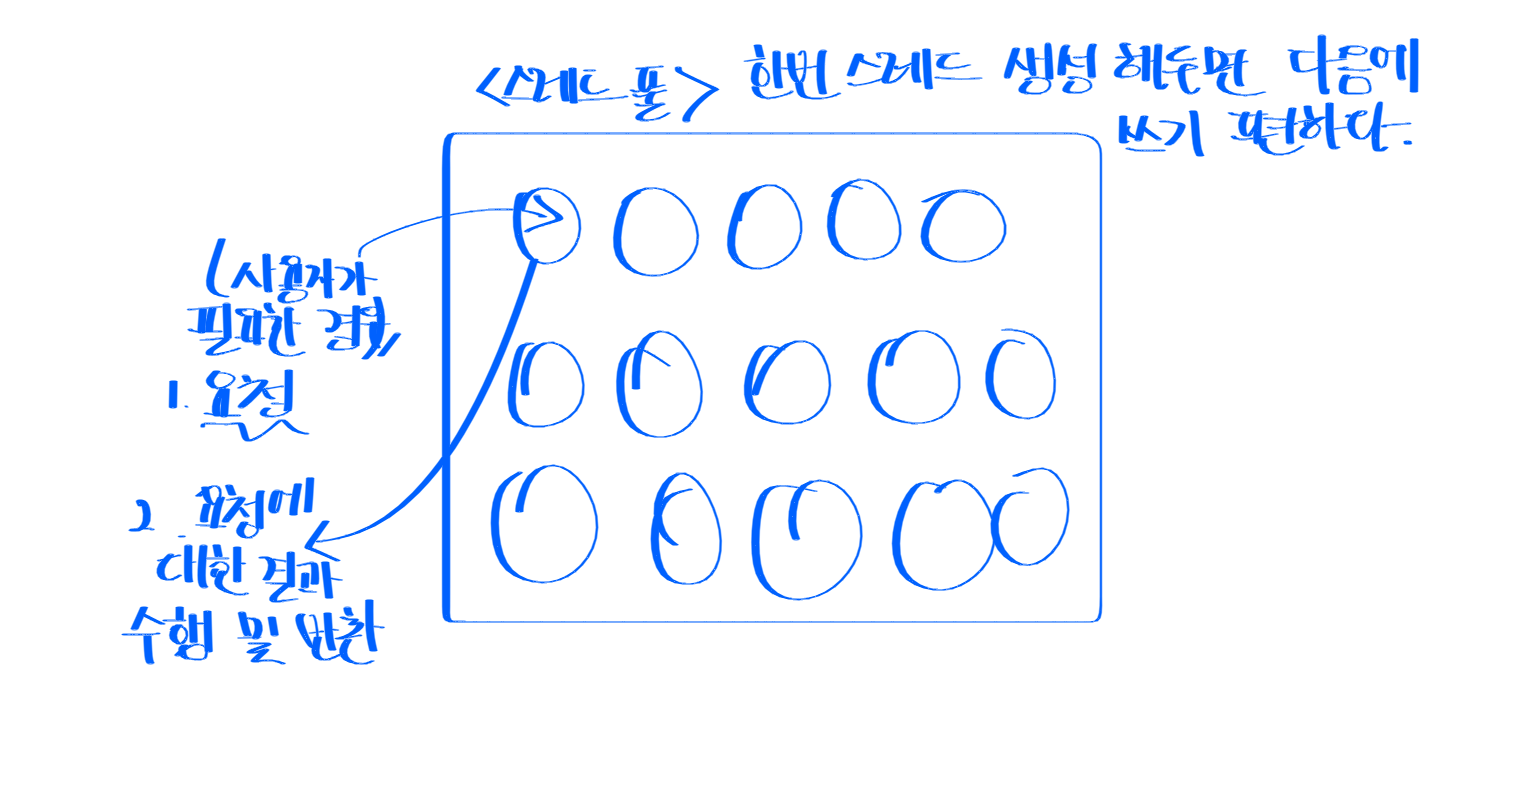 <스레드 풀> 한번 스레드 생성 해두면 다음에
쓰기 편하다.
(사용자가
필요한 경우)
1. 요청
2. 요청에
대한 결과
수행 및 반환